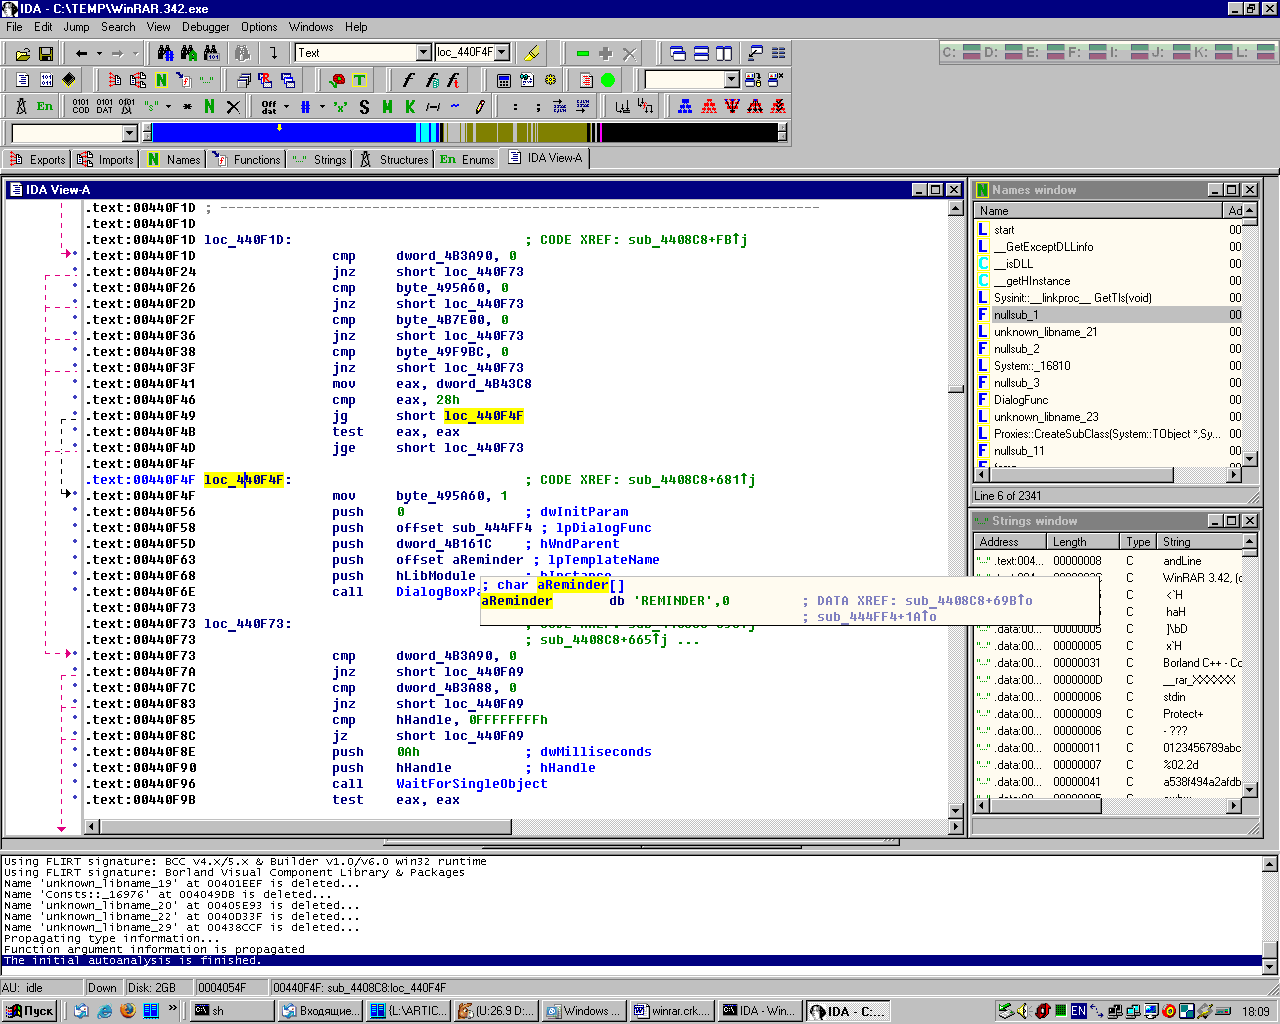 IDA - C:\TEMP\WinRAR.342.exe
File Edit Jump Search View Debugger Options Windows Help
Text loc_440F4F
C: D: E: F: I: J: K: L:
En
Exports Imports N Names Functions Strings Structures En Enums IDA View-A
IDA View-A
.text:00440F1D ; ---------------------------------------------------------------------------
.text:00440F1D
.text:00440F1D loc_440F1D: ; CODE XREF: sub_4408C8+FB↑j
.text:00440F1D cmp dword_4B3A90, 0
.text:00440F24 jnz short loc_440F73
.text:00440F26 cmp byte_495A60, 0
.text:00440F2D jnz short loc_440F73
.text:00440F2F cmp byte_4B7E00, 0
.text:00440F36 jnz short loc_440F73
.text:00440F38 cmp byte_49F9BC, 0
.text:00440F3F jnz short loc_440F73
.text:00440F41 mov eax, dword_4B43C8
.text:00440F46 cmp eax, 28h
.text:00440F49 jg short loc_440F4F
.text:00440F4B test eax, eax
.text:00440F4D jge short loc_440F73
.text:00440F4F
.text:00440F4F loc_440F4F: ; CODE XREF: sub_4408C8+681↑j
.text:00440F4F mov byte_495A60, 1
.text:00440F56 push 0 ; dwInitParam
.text:00440F58 push offset sub_444FF4 ; lpDialogFunc
.text:00440F5D push dword_4B161C ; hWndParent
.text:00440F63 push offset aReminder ; lpTemplateName
.text:00440F68 push hLibModule ; hInstance
.text:00440F6E call DialogBoxPa
; char aReminder[]
aReminder db 'REMINDER',0 ; DATA XREF: sub_4408C8+69B↑o
; sub_444FF4+1A↑o
.text:00440F73
.text:00440F73 loc_440F73:
.text:00440F73 ; sub_4408C8+665↑j ...
.text:00440F73 cmp dword_4B3A90, 0
.text:00440F7A jnz short loc_440FA9
.text:00440F7C cmp dword_4B3A88, 0
.text:00440F83 jnz short loc_440FA9
.text:00440F85 cmp hHandle, 0FFFFFFFFh
.text:00440F8C jz short loc_440FA9
.text:00440F8E push 0Ah ; dwMilliseconds
.text:00440F90 push hHandle ; hHandle
.text:00440F96 call WaitForSingleObject
.text:00440F9B test eax, eax
Names window
Name Ad
L start 00
L __GetExceptDLLinfo 00
C __isDLL 00
C __getHInstance 00
L Sysinit::__linkproc__ GetTls(void) 00
F nullsub_1 00
L unknown_libname_21 00
F nullsub_2 00
L System::_16810 00
F nullsub_3 00
F DialogFunc 00
L unknown_libname_23 00
L Proxies::CreateSubClass(System::TObject *,Sy... 00
F nullsub_11 00
Line 6 of 2341
Strings window
Address Length Type String
.text:004... 00000008 C andLine
WinRAR 3.42, (c
<`H
haH
.data:00... 00000005 C ]\bD
.data:00... 00000005 C x`H
.data:00... 00000031 C Borland C++ - Co
.data:00... 0000000D C __rar_XXXXXX
.data:00... 00000006 C stdin
.data:00... 00000009 C Protect+
.data:00... 00000006 C - ???
.data:00... 00000011 C 0123456789abc
.data:00... 00000007 C %02.2d
.data:00... 00000041 C a538f494a2afdb
Using FLIRT signature: BCC v4.x/5.x & Builder v1.0/v6.0 win32 runtime
Using FLIRT signature: Borland Visual Component Library & Packages
Name 'unknown_libname_19' at 00401EEF is deleted...
Name 'Consts::_16976' at 004049DB is deleted...
Name 'unknown_libname_20' at 00405E93 is deleted...
Name 'unknown_libname_22' at 0040D33F is deleted...
Name 'unknown_libname_29' at 00438CCF is deleted...
Propagating type information...
Function argument information is propagated
The initial autoanalysis is finished.
AU: idle Down Disk: 2GB 0004054F 00440F4F: sub_4408C8:loc_440F4F
Пуск sh Входящие... {L:\ARTIC... {U:26.9 D:... Windows ... winrar.crk... IDA - Win... IDA - C:... EN 18:09